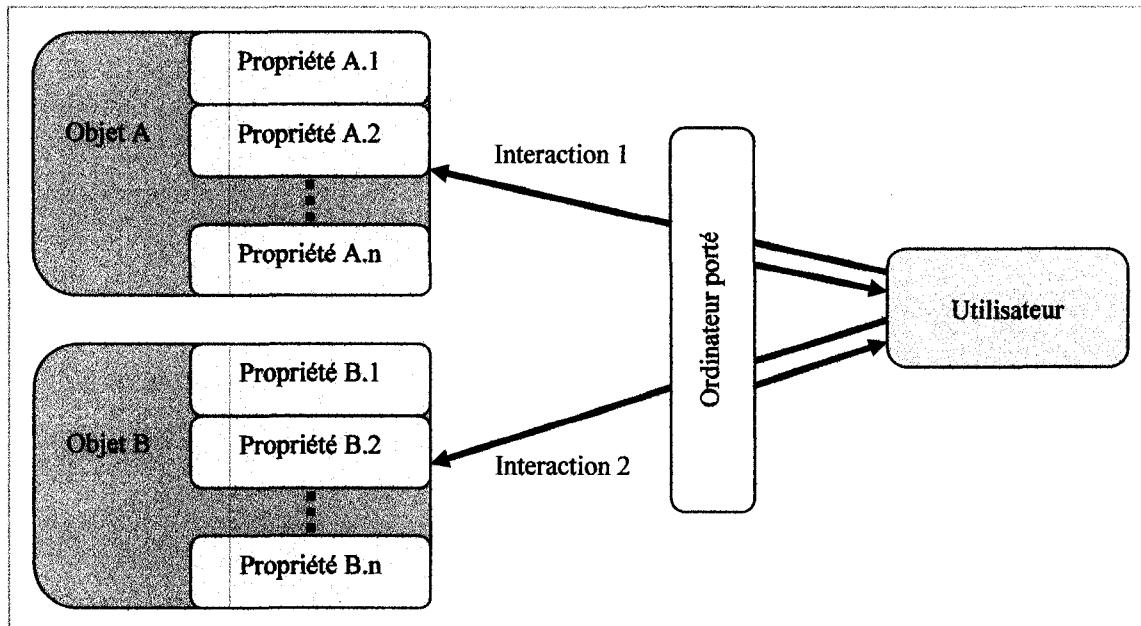 Objet A
Propriété A.1
Propriété A.2
Propriété A.n
Interaction 1
Ordinateur porté
Utilisateur
Objet B
Propriété B.1
Propriété B.2
Propriété B.n
Interaction 2